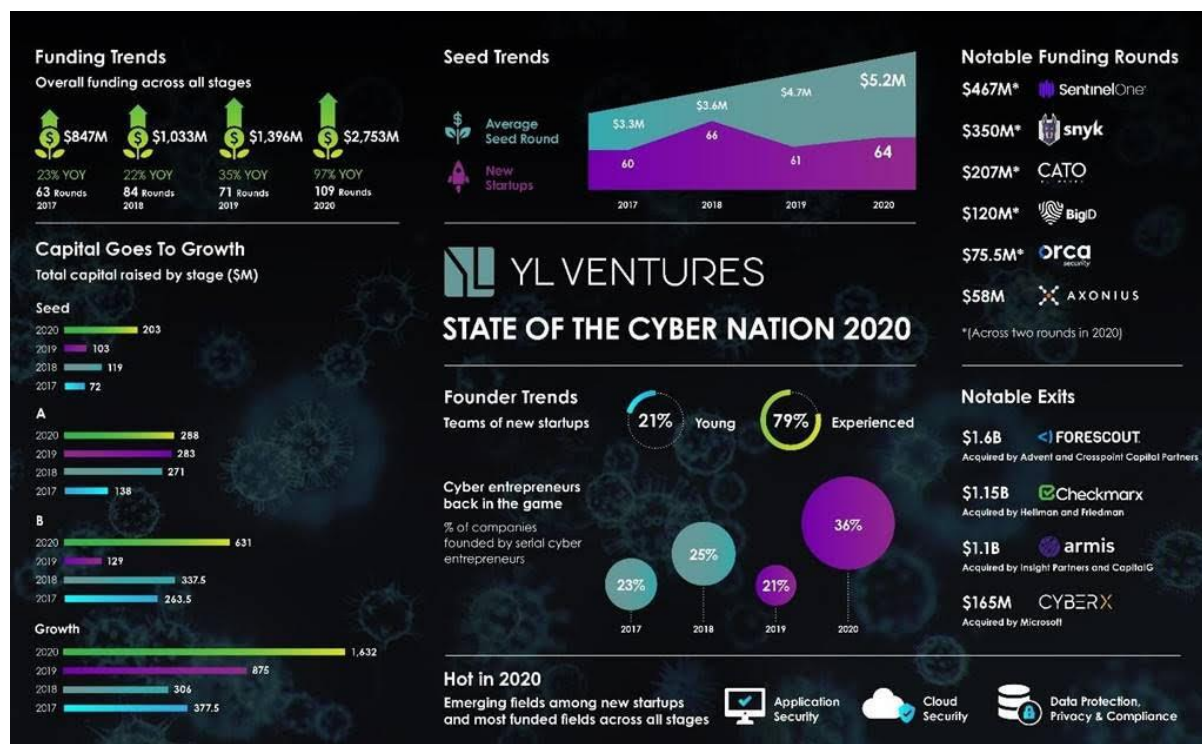 Funding Trends
Overall funding across all stages
$847M
$1,033M
$1,396M
$2,753M
23% YOY
22% YOY
35% YOY
97% YOY
63 Rounds
84 Rounds
71 Rounds
109 Rounds
2017
2018
2019
2020
Capital Goes To Growth
Total capital raised by stage ($M)
Seed
2020 203
2019 103
2018 119
2017 72
A
2020 288
2019 283
2018 271
2017 138
B
2020 631
2019 129
2018 337.5
2017 263.5
Growth
2020 1,632
2019 875
2018 306
2017 377.5
Seed Trends
Average
Seed Round
New
Startups
$3.3M
$3.6M
$4.7M
$5.2M
60
66
61
64
2017
2018
2019
2020
YL VENTURES
STATE OF THE CYBER NATION 2020
Founder Trends
Teams of new startups
21% Young
79% Experienced
Cyber entrepreneurs
back in the game
% of companies
founded by serial cyber
entrepreneurs
23%
25%
21%
36%
2017
2018
2019
2020
Hot in 2020
Emerging fields among new startups
and most funded fields across all stages
Application
Security
Cloud
Security
Data Protection,
Privacy & Compliance
Notable Funding Rounds
$467M* SentinelOne
$350M* snyk
$207M* CATO
$120M* BigID
$75.5M* orca
security
$58M AXONIUS
*(Across two rounds in 2020)
Notable Exits
$1.6B FORESCOUT
Acquired by Advent and Crosspoint Capital Partners
$1.15B Checkmarx
Acquired by Hellman and Friedman
$1.1B armis
Acquired by Insight Partners and CapitalG
$165M CYBERX
Acquired by Microsoft